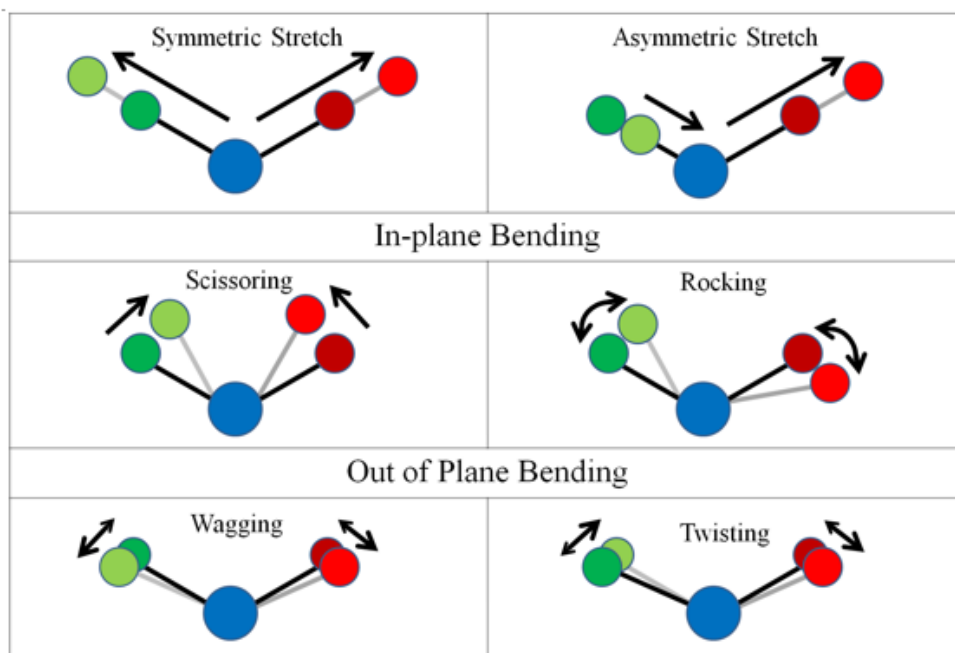 Symmetric Stretch
Asymmetric Stretch
In-plane Bending
Scissoring
Rocking
Out of Plane Bending
Wagging
Twisting